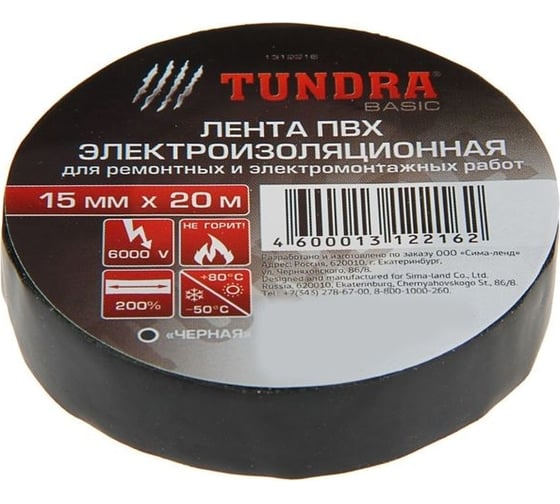 1312216
TUNDRA®
BASIC
ЛЕНТА ПВХ
ЭЛЕКТРОИЗОЛЯЦИОННАЯ
для ремонтных и электромонтажных работ
15 мм x 20 м
6000 V
НЕ ГОРИТ!
200%
+80°C
-50°C
«ЧЕРНАЯ»
4 600013 122162
Разработано и изготовлено по заказу ООО «Сима-ленд»
Адрес: Россия, 620010, г. Екатеринбург,
ул. Черняховского, 86/8.
Designed and manufactured for Sima-land Co., Ltd.
Russia, 620010, Ekaterinburg, Chernyahovskogo St., 86/8.
Tel.: +7(343) 278-67-00, 8-800-1000-260.